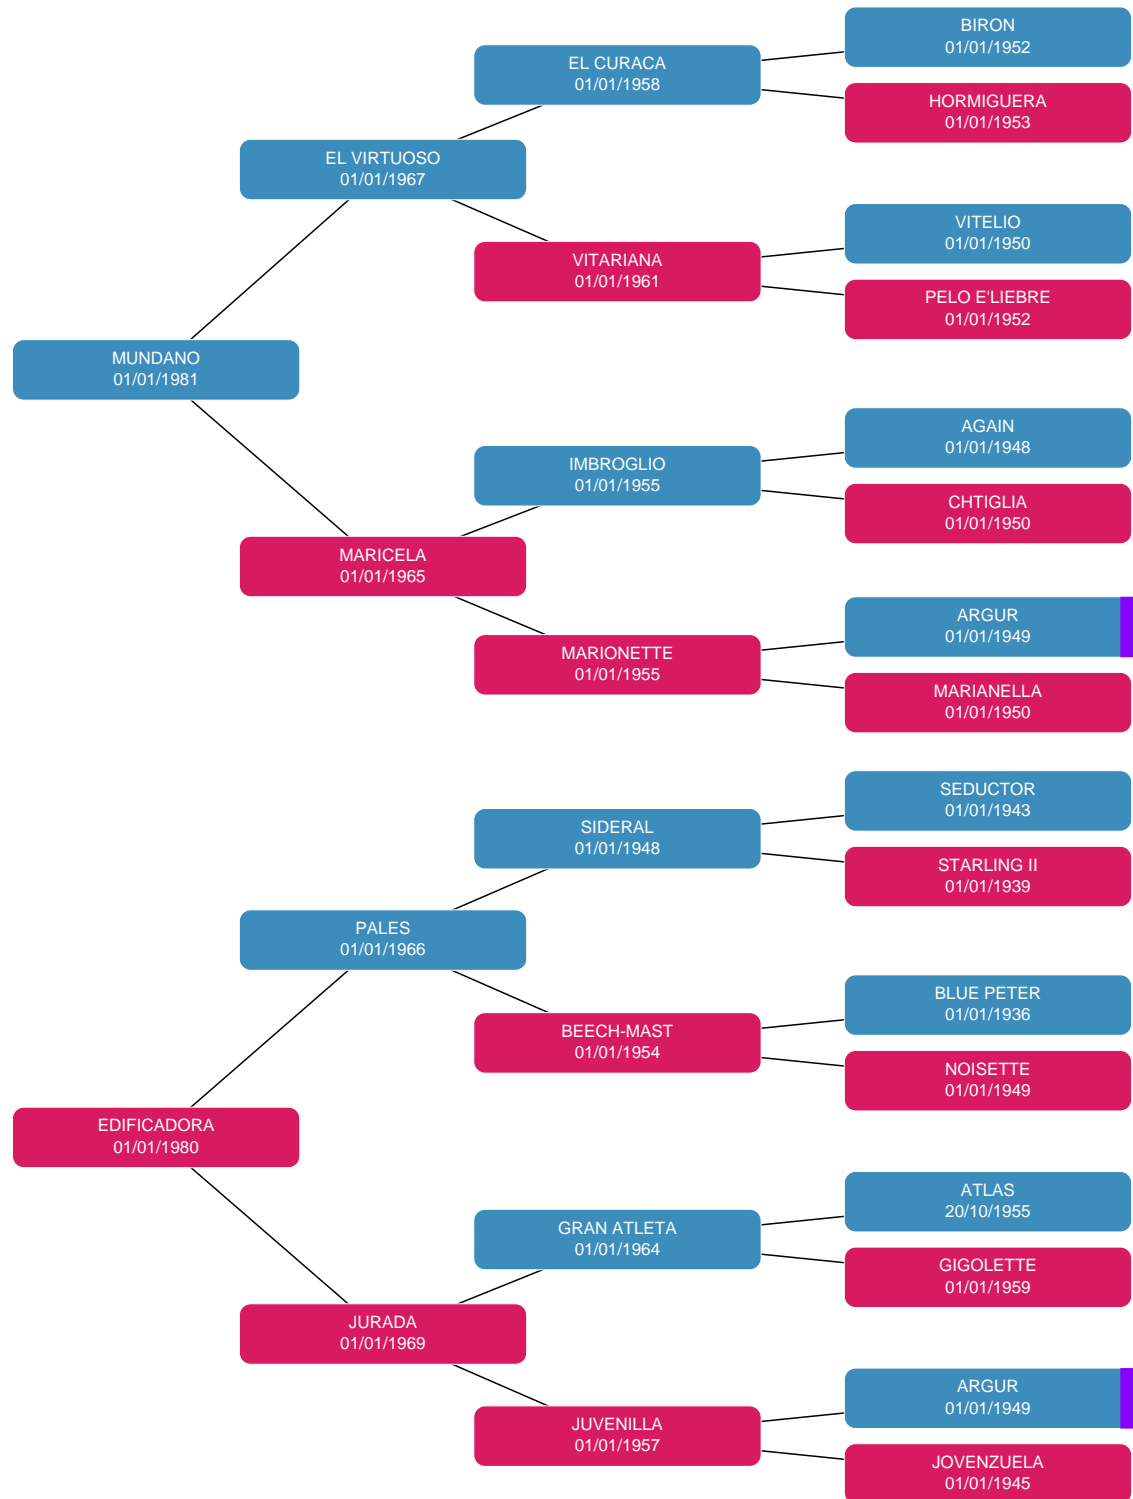 BIRON
01/01/1952
EL CURACA
01/01/1958
HORMIGUERA
01/01/1953
EL VIRTUOSO
01/01/1967
VITELIO
01/01/1950
VITARIANA
01/01/1961
PELO E'LIEBRE
01/01/1952
MUNDANO
01/01/1981
AGAIN
01/01/1948
IMBROGLIO
01/01/1955
CHTIGLIA
01/01/1950
MARICELA
01/01/1965
ARGUR
01/01/1949
MARIONETTE
01/01/1955
MARIANELLA
01/01/1950
SEDUCTOR
01/01/1943
SIDERAL
01/01/1948
STARLING II
01/01/1939
PALES
01/01/1966
BLUE PETER
01/01/1936
BEECH-MAST
01/01/1954
NOISETTE
01/01/1949
EDIFICADORA
01/01/1980
ATLAS
20/10/1955
GRAN ATLETA
01/01/1964
GIGOLETTE
01/01/1959
JURADA
01/01/1969
ARGUR
01/01/1949
JUVENILLA
01/01/1957
JOVENZUELA
01/01/1945